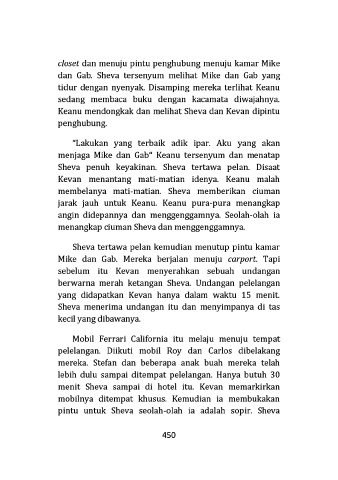 closet dan menuju pintu penghubung menuju kamar Mike
dan Gab. Sheva tersenyum melihat Mike dan Gab yang
tidur dengan nyenyak. Disamping mereka terlihat Keanu
sedang membaca buku dengan kacamata diwajahnya.
Keanu mendongkak dan melihat Sheva dan Kevan dipintu
penghubung.
"Lakukan yang terbaik adik ipar. Aku yang akan
menjaga Mike dan Gab" Keanu tersenyum dan menatap
Sheva penuh keyakinan. Sheva tertawa pelan. Disaat
Kevan menantang mati-matian idenya. Keanu malah
membelanya mati-matian. Sheva memberikan ciuman
jarak jauh untuk Keanu. Keanu pura-pura menangkap
angin didepannya dan menggenggamnya. Seolah-olah ia
menangkap ciuman Sheva dan menggenggamnya.
Sheva tertawa pelan kemudian menutup pintu kamar
Mike dan Gab. Mereka berjalan menuju carport. Tapi
sebelum itu Kevan menyerahkan sebuah undangan
berwarna merah ketangan Sheva. Undangan pelelangan
yang didapatkan Kevan hanya dalam waktu 15 menit.
Sheva menerima undangan itu dan menyimpanya di tas
kecil yang dibawanya.
Mobil Ferrari California itu melaju menuju tempat
pelelangan. Diikuti mobil Roy dan Carlos dibelakang
mereka. Stefan dan beberapa anak buah mereka telah
lebih dulu sampai ditempat pelelangan. Hanya butuh 30
menit Sheva sampai di hotel itu. Kevan memarkirkan
mobilnya ditempat khusus. Kemudian ia membukakan
pintu untuk Sheva seolah-olah ia adalah sopir. Sheva
450